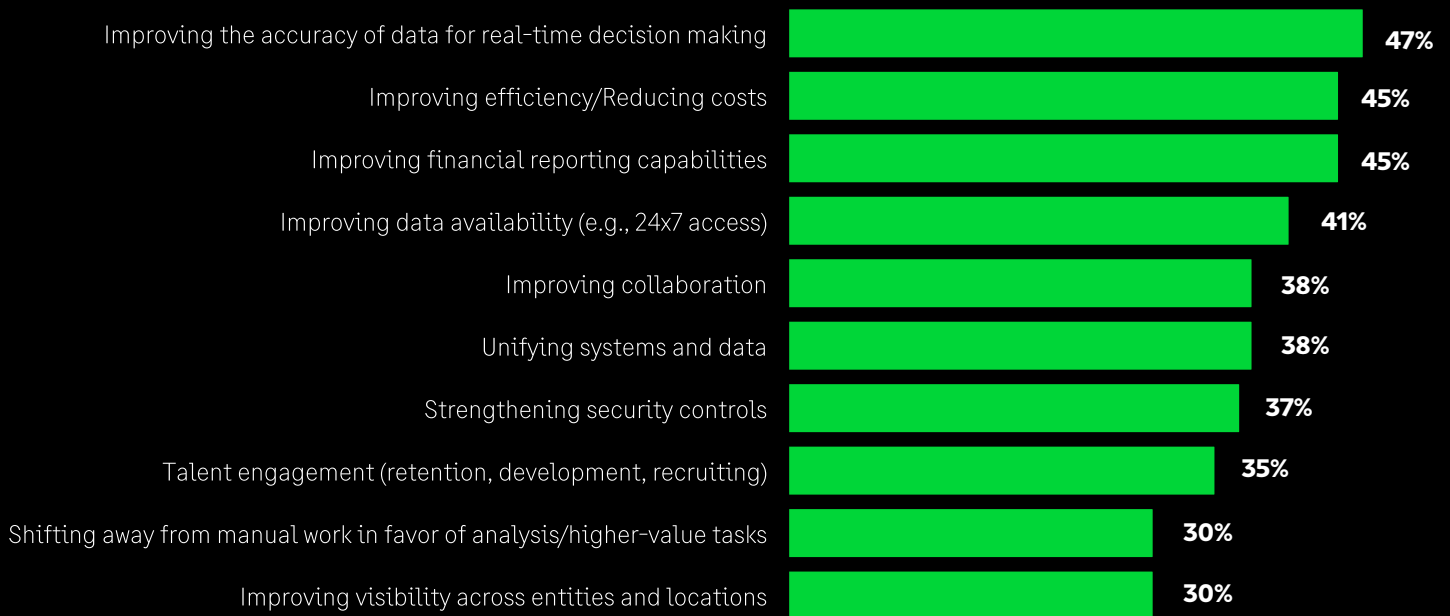 Improving the accuracy of data for real-time decision making 47%
Improving efficiency/Reducing costs 45%
Improving financial reporting capabilities 45%
Improving data availability (e.g., 24x7 access) 41%
Improving collaboration 38%
Unifying systems and data 38%
Strengthening security controls 37%
Talent engagement (retention, development, recruiting) 35%
Shifting away from manual work in favor of analysis/higher-value tasks 30%
Improving visibility across entities and locations 30%